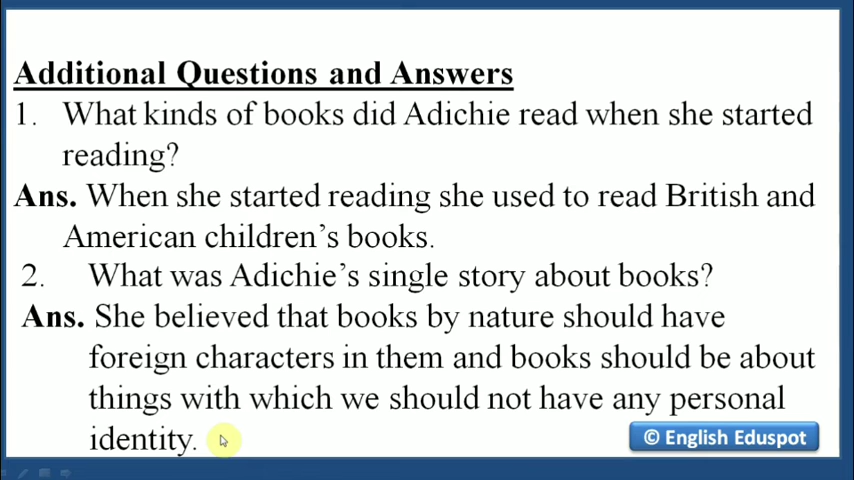 Additional Questions and Answers
1. What kinds of books did Adichie read when she started
reading?
Ans. When she started reading she used to read British and
American children’s books.
2. What was Adichie’s single story about books?
Ans. She believed that books by nature should have
foreign characters in them and books should be about
things with which we should not have any personal
identity.
© English Eduspot